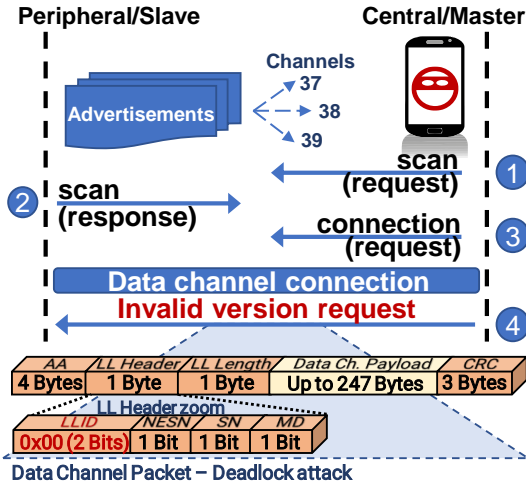 Peripheral/Slave
Central/Master
Channels
Advertisements
37
38
39
scan
(request)
1
2
scan
(response)
connection
(request)
3
Data channel connection
Invalid version request
4
AA
LL Header
LL Length
Data Ch. Payload
CRC
4 Bytes
1 Byte
1 Byte
Up to 247 Bytes
3 Bytes
LL Header zoom
LLID
NESN
SN
MD
0x00 (2 Bits)
1 Bit
1 Bit
1 Bit
Data Channel Packet – Deadlock attack